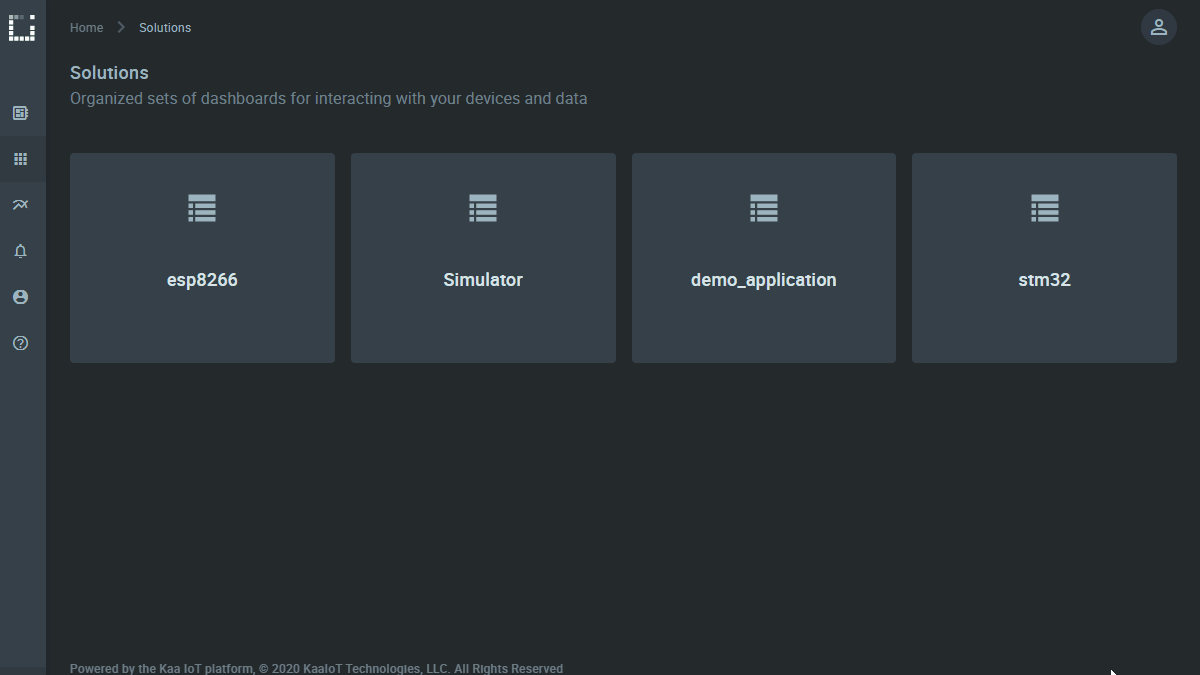 Home Solutions
Solutions
Organized sets of dashboards for interacting with your devices and data
esp8266
Simulator
demo_application
stm32
Powered by the Kaa IoT platform, © 2020 KaaIoT Technologies, LLC. All Rights Reserved